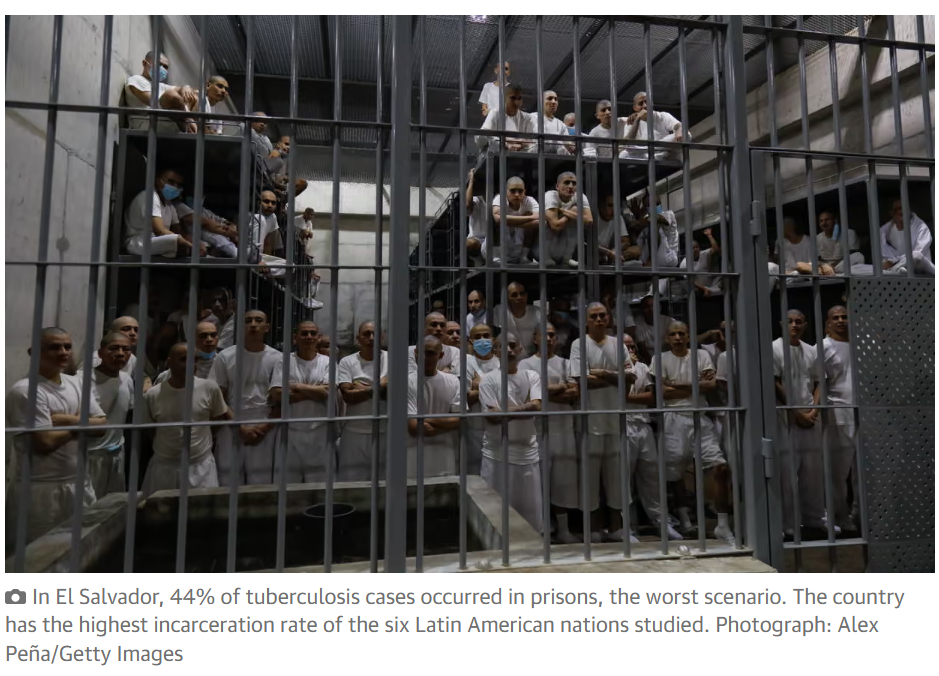 In El Salvador, 44% of tuberculosis cases occurred in prisons, the worst scenario. The country
has the highest incarceration rate of the six Latin American nations studied. Photograph: Alex
Peña/Getty Images